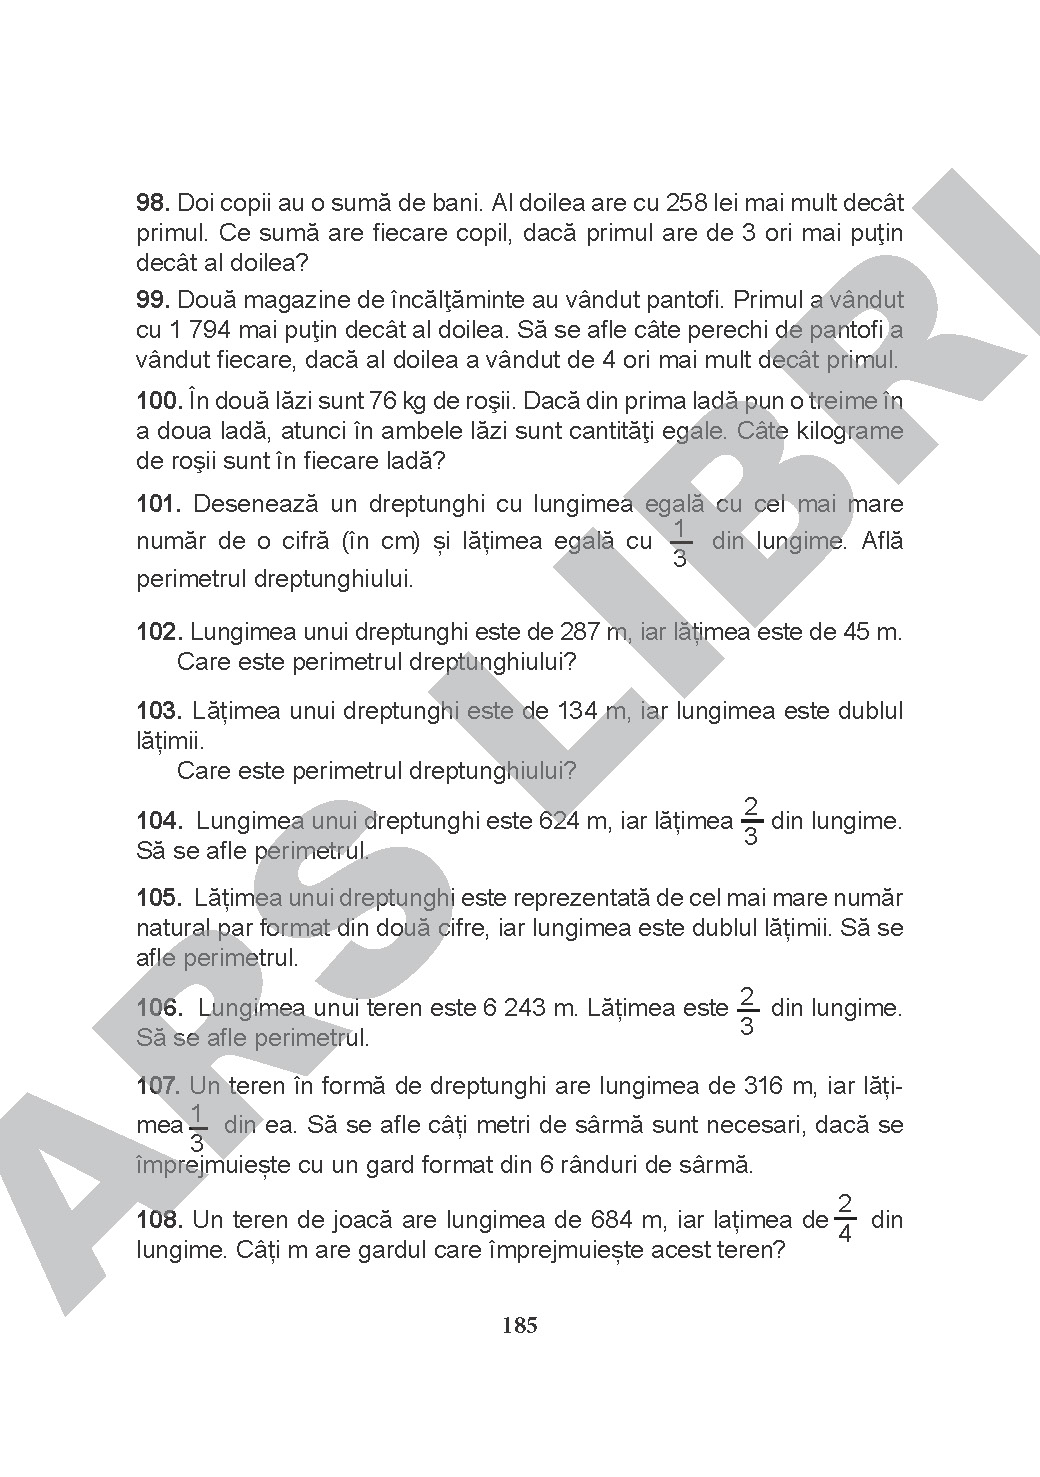 98. Doi copii au o sumă de bani. Al doilea are cu 258 lei mai mult decât
primul. Ce sumă are fiecare copil, dacă primul are de 3 ori mai puţin
decât al doilea?
99. Două magazine de încălţăminte au vândut pantofi. Primul a vândut
cu 1 794 mai puţin decât al doilea. Să se afle câte perechi de pantofi a
vândut fiecare, dacă al doilea a vândut de 4 ori mai mult decât primul.
100. În două lăzi sunt 76 kg de roşii. Dacă din prima ladă pun o treime în
a doua ladă, atunci în ambele lăzi sunt cantităţi egale. Câte kilograme
de roşii sunt în fiecare ladă?
101. Desenează un dreptunghi cu lungimea egală cu cel mai mare
număr de o cifră (în cm) și lățimea egală cu 1/3 din lungime. Află
perimetrul dreptunghiului.
102. Lungimea unui dreptunghi este de 287 m, iar lățimea este de 45 m.
Care este perimetrul dreptunghiului?
103. Lățimea unui dreptunghi este de 134 m, iar lungimea este dublul
lățimii.
Care este perimetrul dreptunghiului?
104. Lungimea unui dreptunghi este 624 m, iar lățimea 2/3 din lungime.
Să se afle perimetrul.
105. Lățimea unui dreptunghi este reprezentată de cel mai mare număr
natural par format din două cifre, iar lungimea este dublul lățimii. Să se
afle perimetrul.
106. Lungimea unui teren este 6 243 m. Lățimea este 2/3 din lungime.
Să se afle perimetrul.
107. Un teren în formă de dreptunghi are lungimea de 316 m, iar lăți-
mea 1/3 din ea. Să se afle câți metri de sârmă sunt necesari, dacă se
împrejmuiește cu un gard format din 6 rânduri de sârmă.
108. Un teren de joacă are lungimea de 684 m, iar lațimea de 2/4 din
lungime. Câți m are gardul care împrejmuiește acest teren?
185
ARS LIBRI